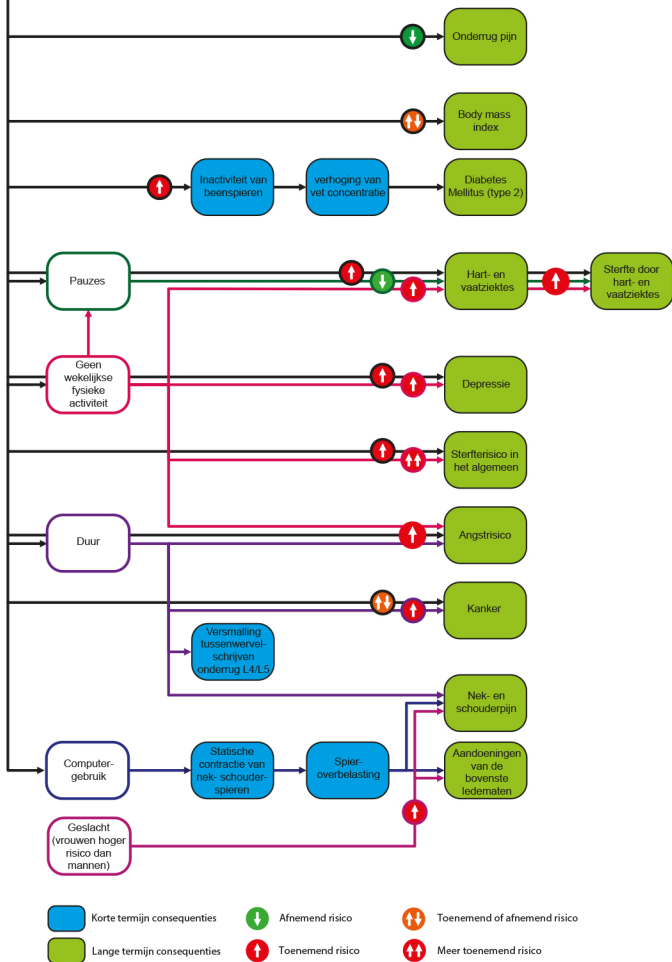 Onderrug pijn
Body mass
index
Inactiviteit van
beenspieren
verhoging van
vet concentratie
Diabetes
Mellitus (type 2)
Pauzes
Hart- en
vaatziektes
Sterfte door
hart- en
vaatziektes
Geen
wekelijkse
fysieke
activiteit
Depressie
Sterfterisico in
het algemeen
Duur
Angstrisico
Kanker
Versmalling
tussenwervel-
schrijven
onderrug L4/L5
Nek- en
schouderpijn
Computer-
gebruik
Statische
contractie van
nek- schouder-
spieren
Spier-
overbelasting
Aandoeningen
van de
bovenste
ledematen
Geslacht
(vrouwen hoger
risico dan
mannen)
Korte termijn consequenties
Afnemend risico
Toenemend of afnemend risico
Lange termijn consequenties
Toenemend risico
Meer toenemend risico